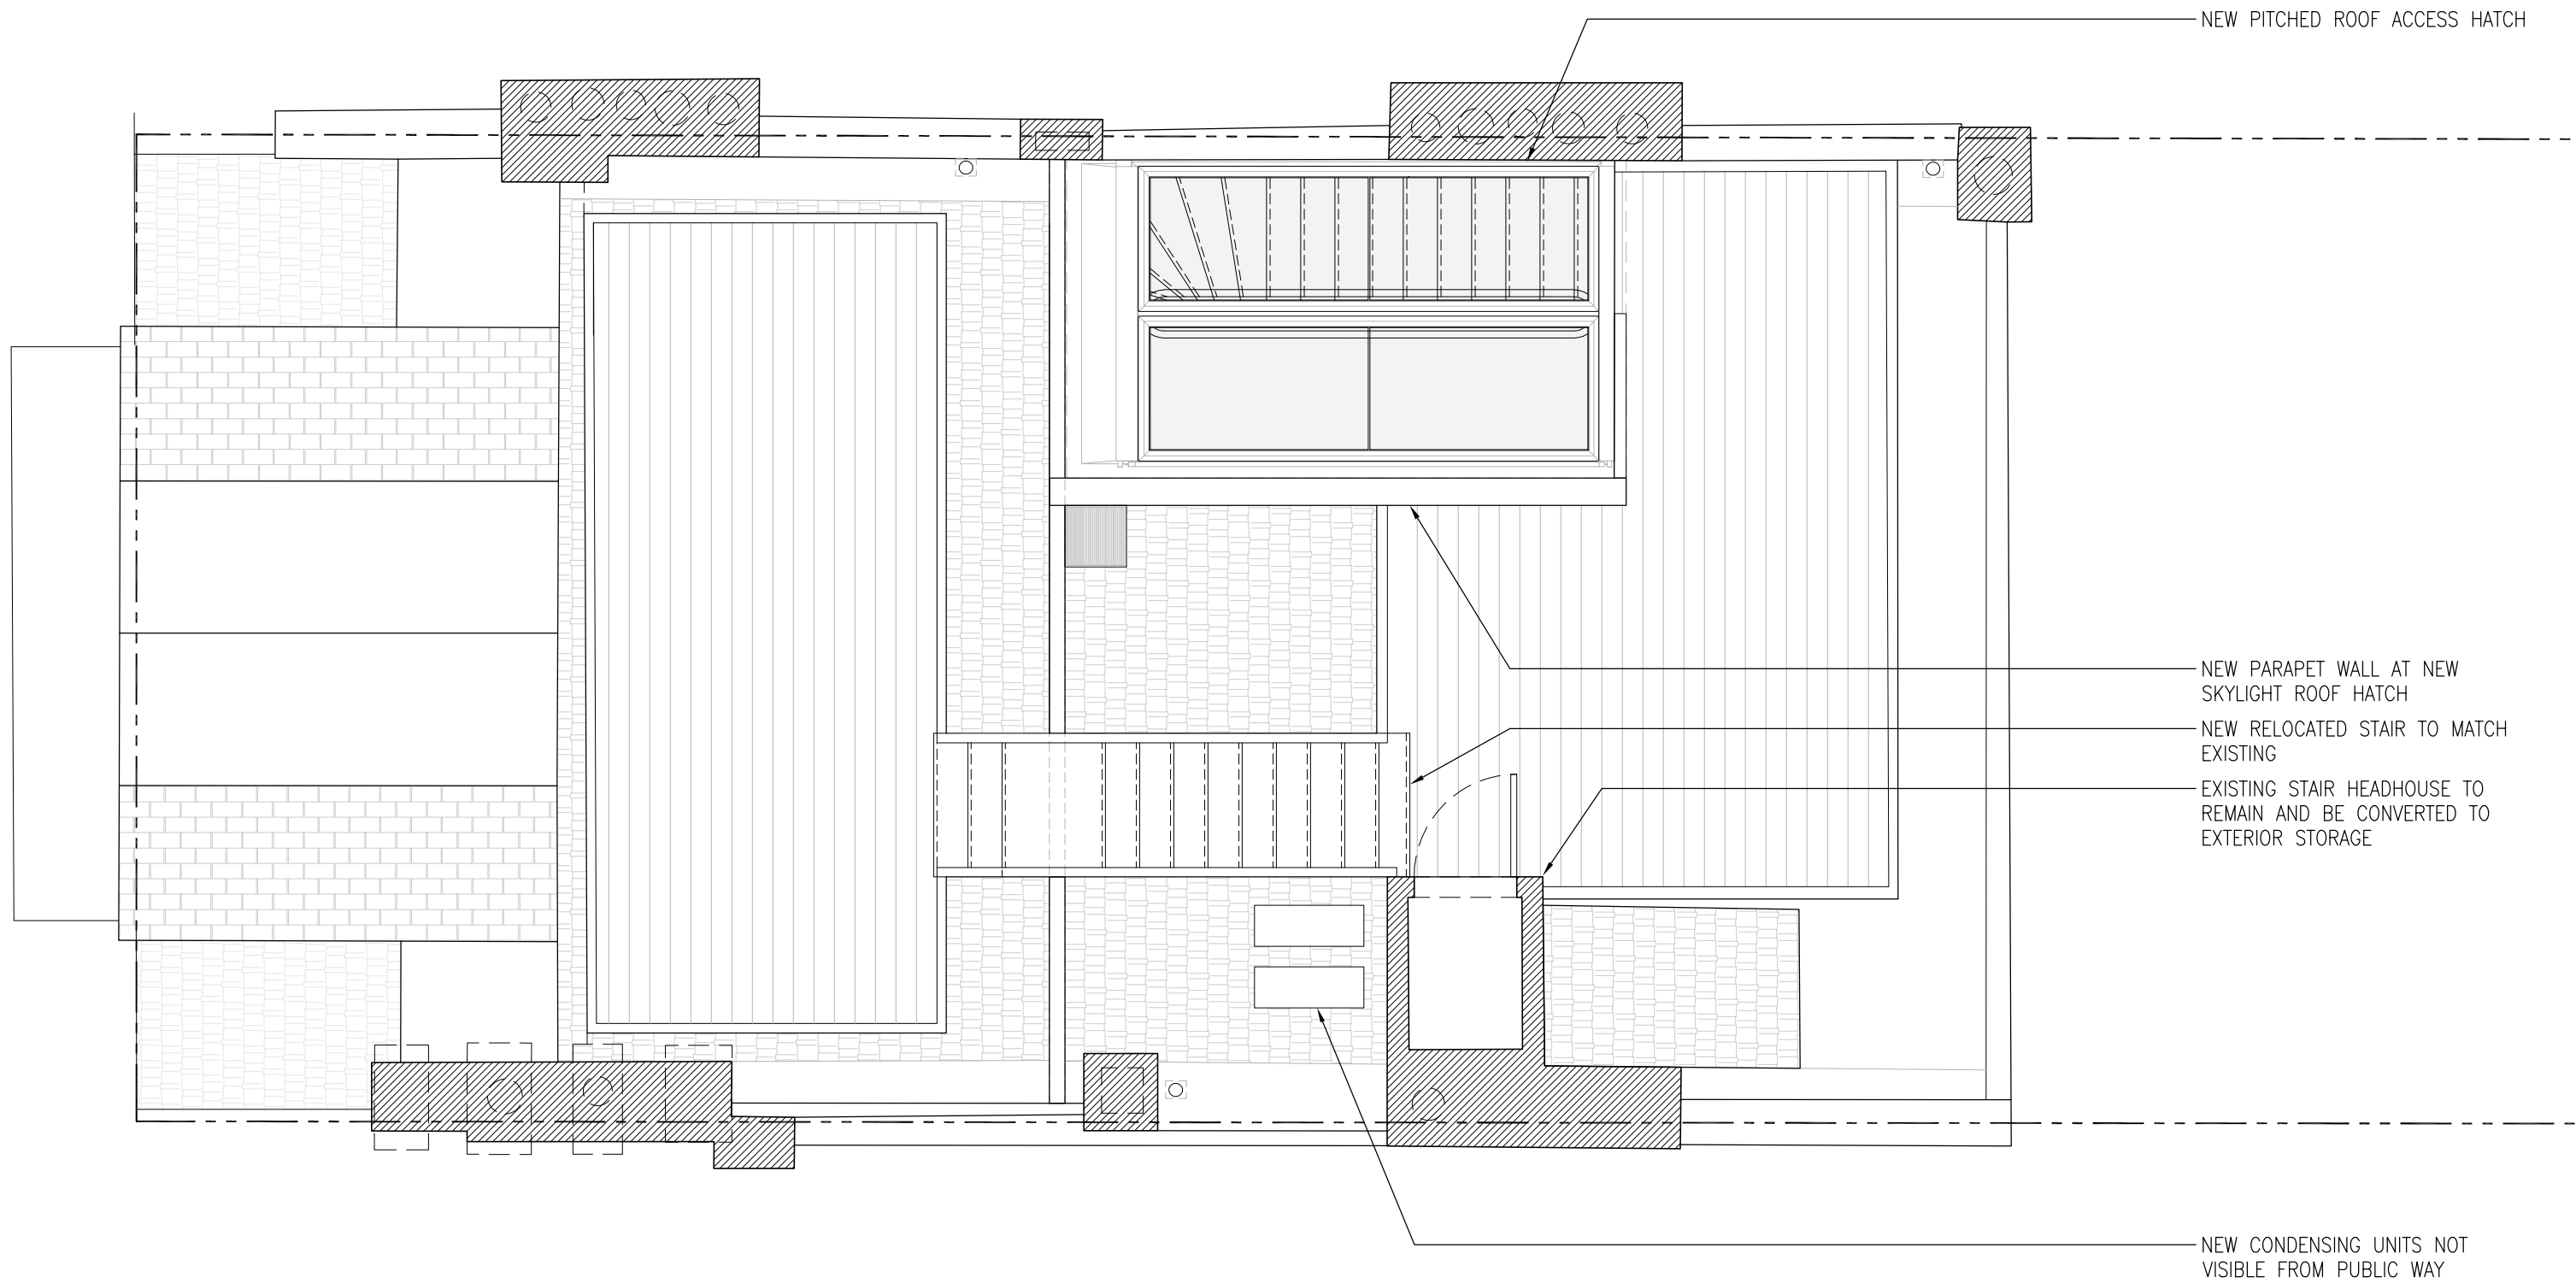 NEW PITCHED ROOF ACCESS HATCH
NEW PARAPET WALL AT NEW
SKYLIGHT ROOF HATCH
NEW RELOCATED STAIR TO MATCH
EXISTING
EXISTING STAIR HEADHOUSE TO
REMAIN AND BE CONVERTED TO
EXTERIOR STORAGE
NEW CONDENSING UNITS NOT
VISIBLE FROM PUBLIC WAY